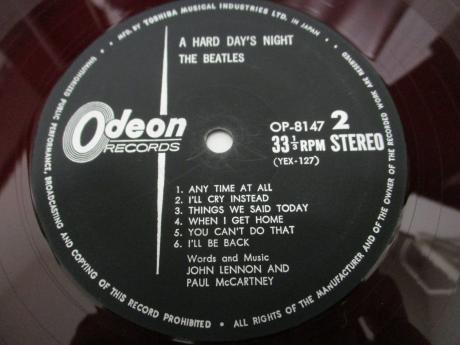 MFD. BY TOSHIBA MUSICAL INDUSTRIES LTD. IN JAPAN
A HARD DAY'S NIGHT
THE BEATLES
Odeon
RECORDS
OP-8147 2
33⅓ RPM STEREO
(YEX-127)
1. ANY TIME AT ALL
2. I'LL CRY INSTEAD
3. THINGS WE SAID TODAY
4. WHEN I GET HOME
5. YOU CAN'T DO THAT
6. I'LL BE BACK
Words and Music
JOHN LENNON AND
PAUL McCARTNEY
UNAUTHORIZED PUBLIC PERFORMANCE, BROADCASTING AND COPYING OF THIS RECORD PROHIBITED • ALL RIGHTS OF THE MANUFACTURER AND OF THE OWNER OF THE RECORDED WORK ARE RESERVED